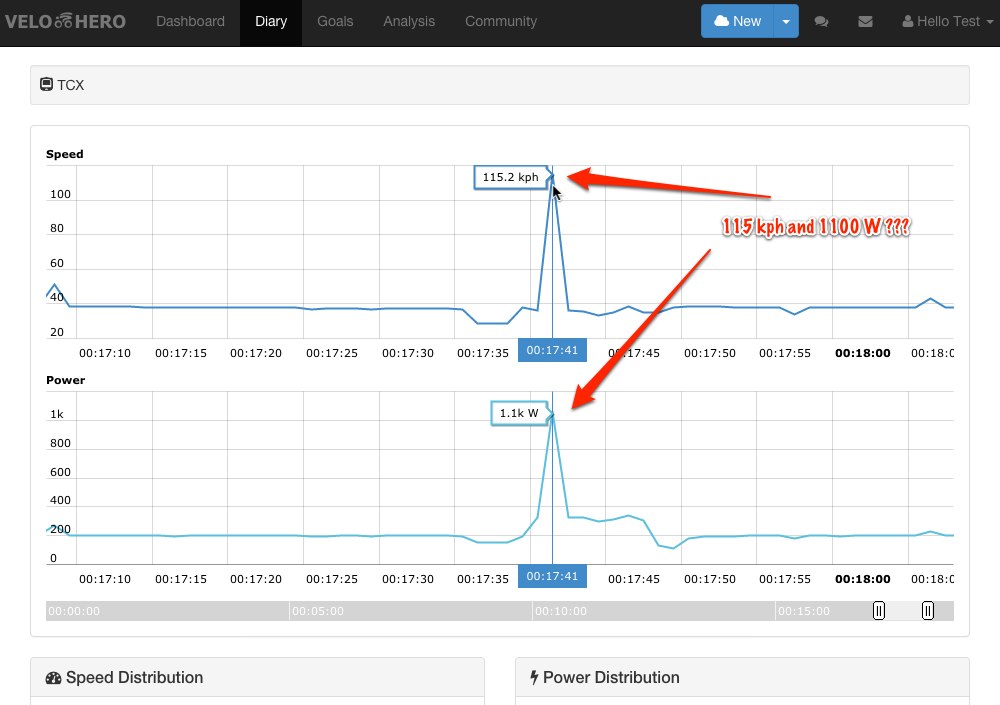 VELO HERO Dashboard Diary Goals Analysis Community New Hello Test
TCX
Speed
115.2 kph
100
80
60
40
20
115 kph and 1100 W ???
00:17:10 00:17:15 00:17:20 00:17:25 00:17:30 00:17:35 00:17:41 00:17:45 00:17:50 00:17:55 00:18:00 00:18:0
Power
1.1k W
1k
800
600
400
200
0
00:17:10 00:17:15 00:17:20 00:17:25 00:17:30 00:17:35 00:17:41 00:17:45 00:17:50 00:17:55 00:18:00 00:18:0
00:00:00 00:05:00 00:10:00 00:15:00
Speed Distribution Power Distribution